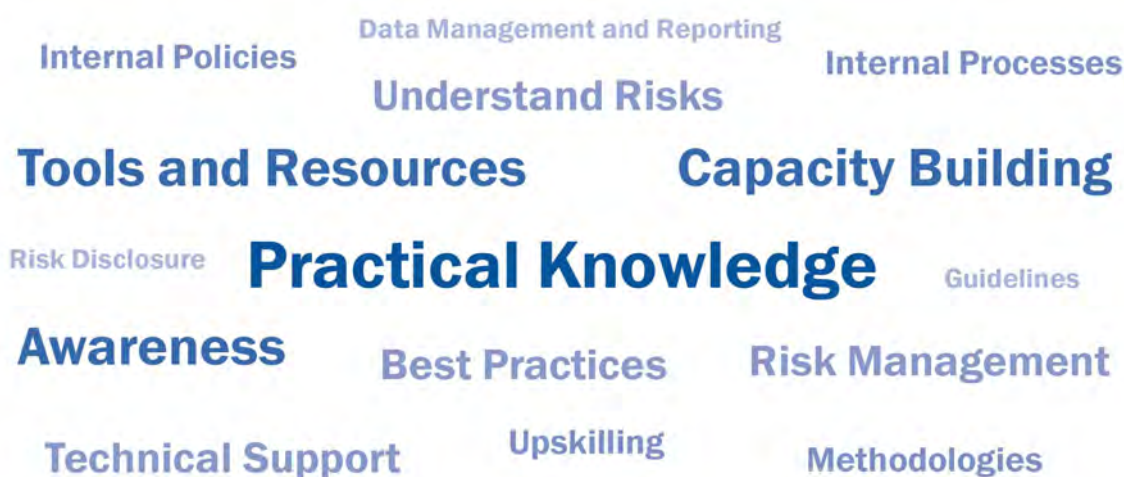 Data Management and Reporting
Internal Policies
Internal Processes
Understand Risks
Tools and Resources
Capacity Building
Risk Disclosure
Practical Knowledge
Guidelines
Awareness
Best Practices
Risk Management
Technical Support
Upskilling
Methodologies